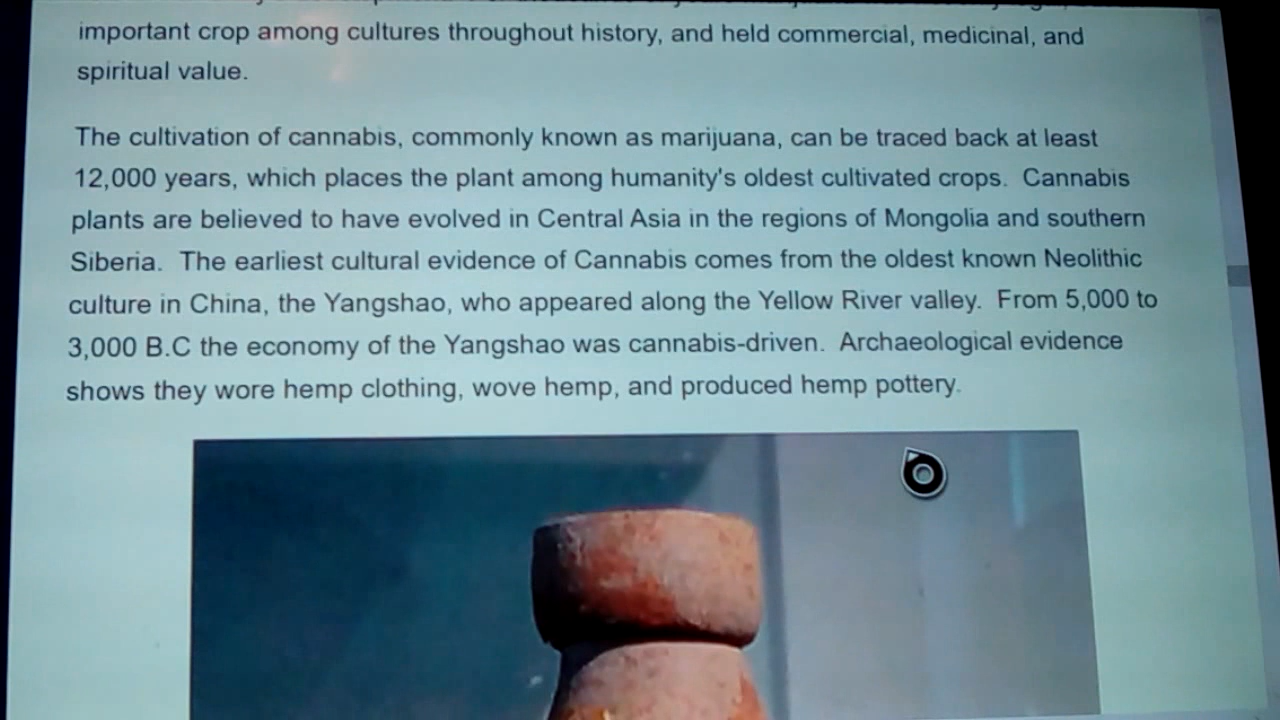 important crop among cultures throughout history, and held commercial, medicinal, and
spiritual value.
The cultivation of cannabis, commonly known as marijuana, can be traced back at least
12,000 years, which places the plant among humanity's oldest cultivated crops. Cannabis
plants are believed to have evolved in Central Asia in the regions of Mongolia and southern
Siberia. The earliest cultural evidence of Cannabis comes from the oldest known Neolithic
culture in China, the Yangshao, who appeared along the Yellow River valley. From 5,000 to
3,000 B.C the economy of the Yangshao was cannabis-driven. Archaeological evidence
shows they wore hemp clothing, wove hemp, and produced hemp pottery.